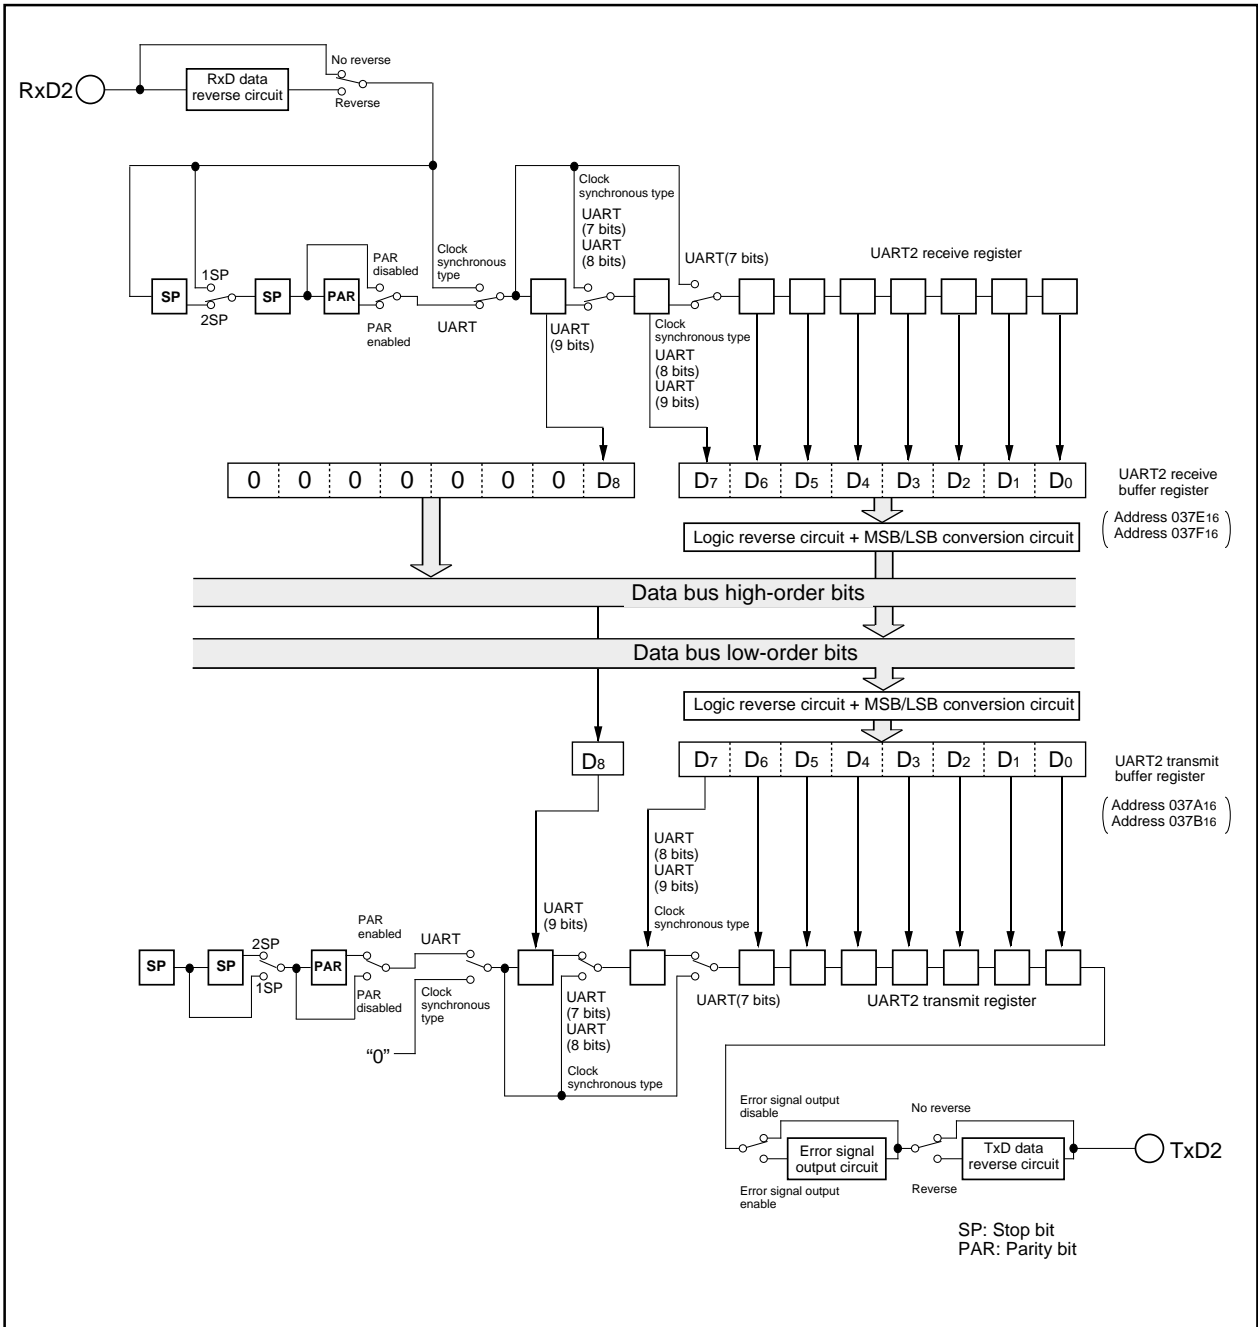 No reverse
RxD2
RxD data
reverse circuit
Reverse
Clock
synchronous type
UART
(7 bits)
UART
(8 bits)
PAR
disabled
Clock
synchronous
type
UART(7 bits)
UART2 receive register
SP
1SP
2SP
SP
PAR
PAR
enabled
UART
UART
(9 bits)
Clock
synchronous type
UART
(8 bits)
UART
(9 bits)
0 0 0 0 0 0 0 D8
D7 D6 D5 D4 D3 D2 D1 D0
UART2 receive
buffer register
Address 037E16
Address 037F16
Logic reverse circuit + MSB/LSB conversion circuit
Data bus high-order bits
Data bus low-order bits
Logic reverse circuit + MSB/LSB conversion circuit
D8
D7 D6 D5 D4 D3 D2 D1 D0
UART2 transmit
buffer register
Address 037A16
Address 037B16
UART
(8 bits)
UART
(9 bits)
Clock
synchronous type
UART
(9 bits)
PAR
enabled
UART
2SP
SP
SP
1SP
PAR
PAR
disabled
Clock
synchronous
type
“0”
UART
(7 bits)
UART
(8 bits)
Clock
synchronous type
UART(7 bits)
UART2 transmit register
Error signal output
disable
No reverse
Error signal
output circuit
TxD data
reverse circuit
TxD2
Error signal output
enable
Reverse
SP: Stop bit
PAR: Parity bit